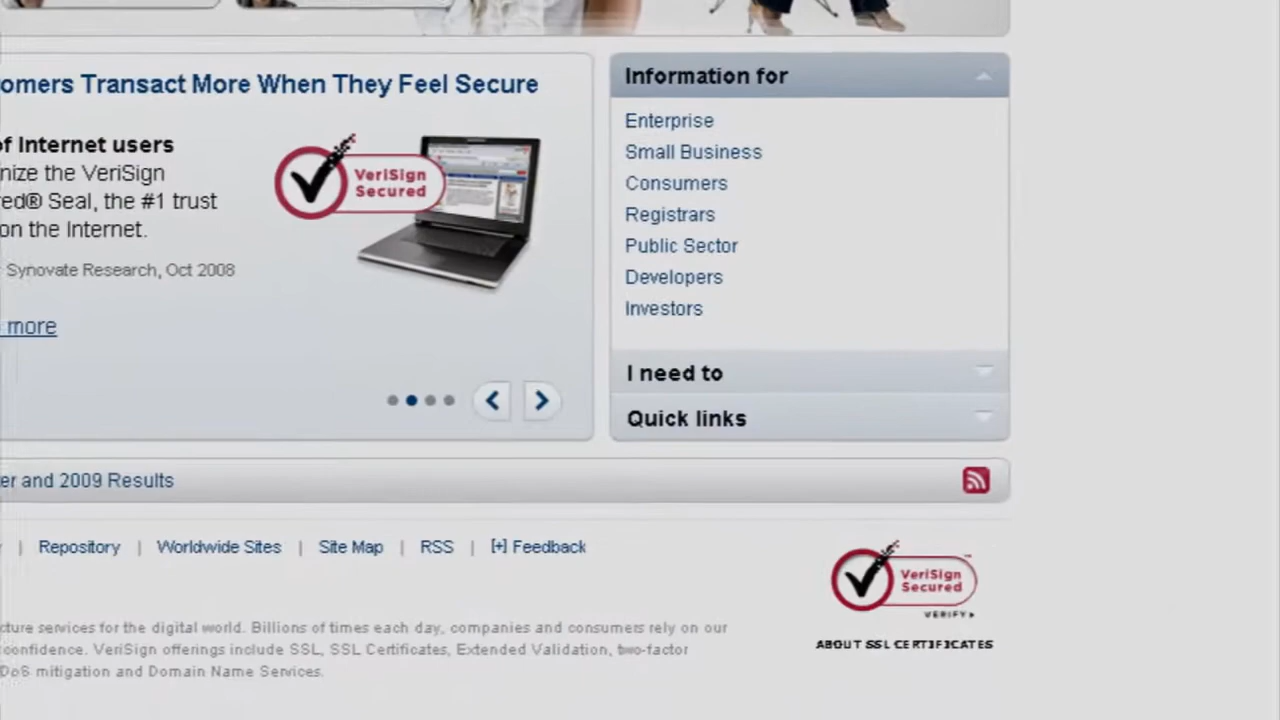 omers Transact More When They Feel Secure
of Internet users
nize the VeriSign
red® Seal, the #1 trust
on the Internet.
Synovate Research, Oct 2008
more
VeriSign
Secured
Information for
Enterprise
Small Business
Consumers
Registrars
Public Sector
Developers
Investors
I need to
Quick links
er and 2009 Results
| Repository | Worldwide Sites | Site Map | RSS | [+] Feedback
VeriSign
Secured
™
VERIFY
ABOUT SSL CERTIFICATES
cture services for the digital world. Billions of times each day, companies and consumers rely on our
confidence. VeriSign offerings include SSL, SSL Certificates, Extended Validation, two-factor
DoS mitigation and Domain Name Services.